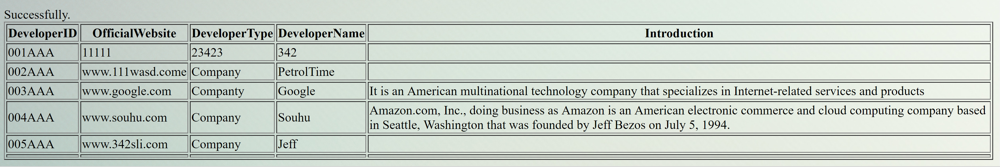 Successfully.
DeveloperID OfficialWebsite DeveloperType DeveloperName Introduction
001AAA 11111 23423 342
002AAA www.111wasd.come Company PetrolTime
003AAA www.google.com Companty Google It is an American multinational technology company that specializes in Internet-related services and products
004AAA www.souhu.com Company Souhu Amazon.com, Inc., doing business as Amazon is an American electronic commerce and cloud computing company based
in Seattle, Washington that was founded by Jeff Bezos on July 5, 1994.
005AAA www.342sli.com Company Jeff